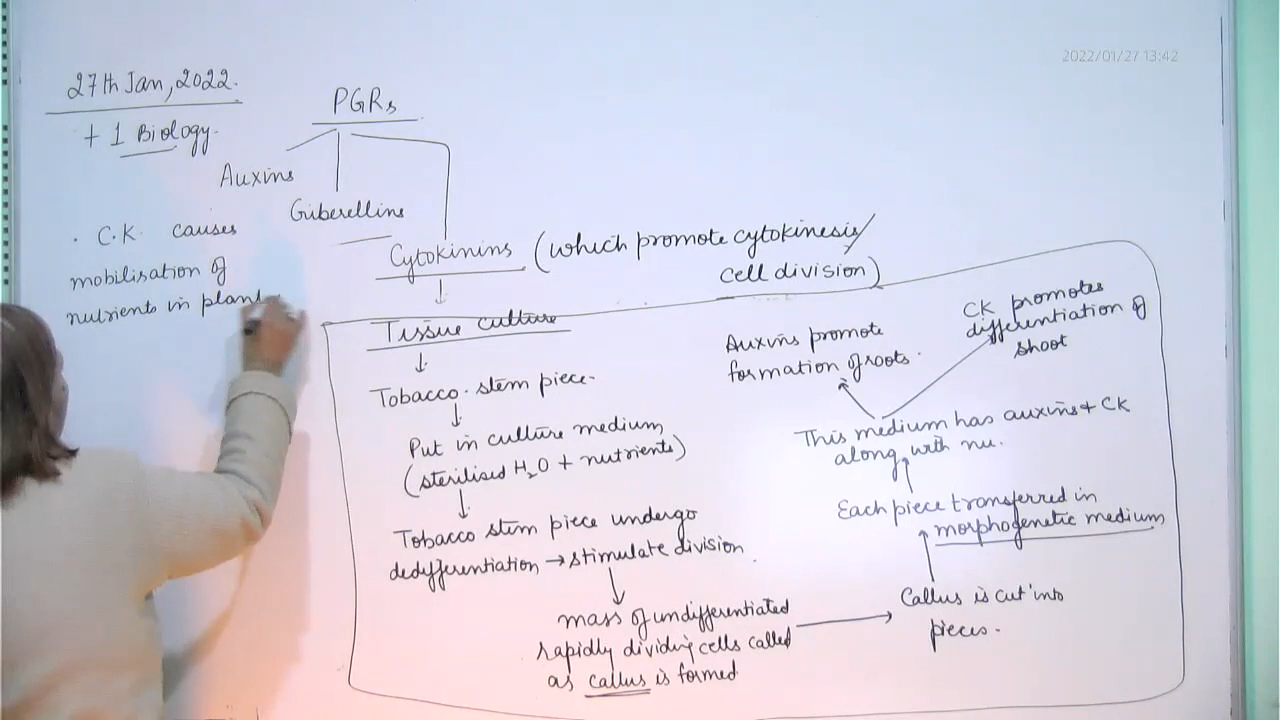 2022/01/27 13:42
27th Jan, 2022.
+ 1 Biology.
PGRs
Auxins
Giberellins
Cytokinins (which promote cytokinesis/
cell division)
. C.K. causes
mobilisation of
nutrients in plant
Tissue culture
Tobacco. stem piece.
Put in culture medium
(sterilised H2O + nutrients)
Tobacco stem piece undergo
dedifferentiation → stimulate division
mass of undifferentiated
rapidly dividing cells called
as callus is formed
Callus is cut into
pieces.
Each piece transferred in
morphogenetic medium
This medium has auxins + CK
along with nu.
Auxins promote
formation of roots.
CK promotes
differentiation of
shoot